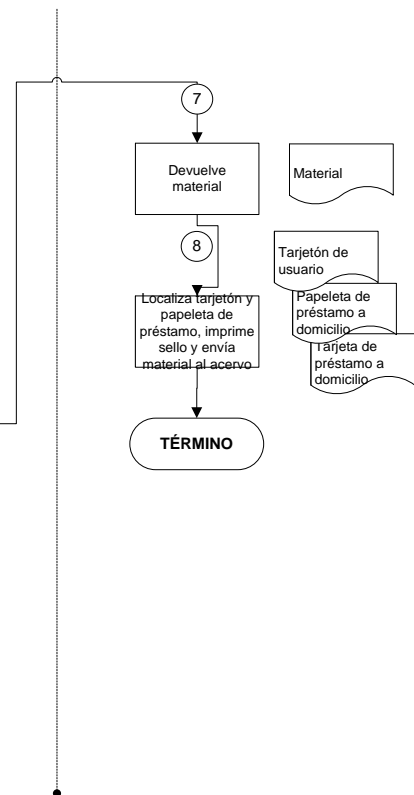 7
Devuelve
material
Material
8
Tarjetón de
usuario
Localiza tarjetón y
papeleta de
préstamo, imprime
sello y envía
material al acervo
Papeleta de
préstamo a
domicilio
Tarjeta de
préstamo a
domicilio
TÉRMINO